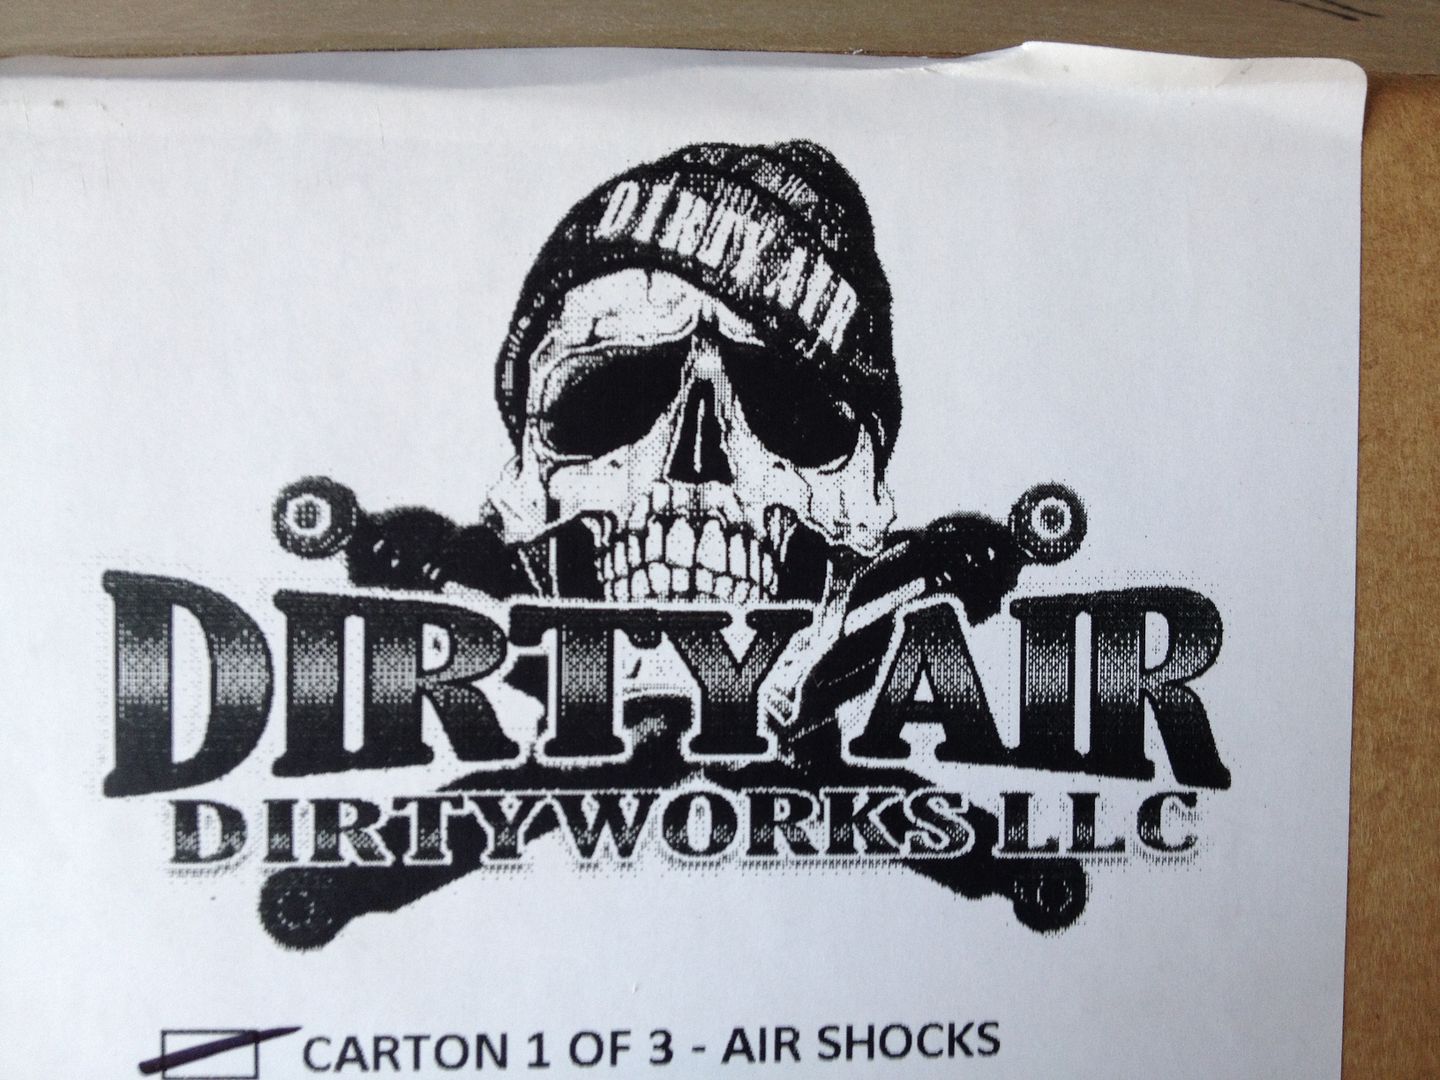 DIRTY AIR
DIRTY AIR
DIRTYWORKS LLC
CARTON 1 OF 3 - AIR SHOCKS